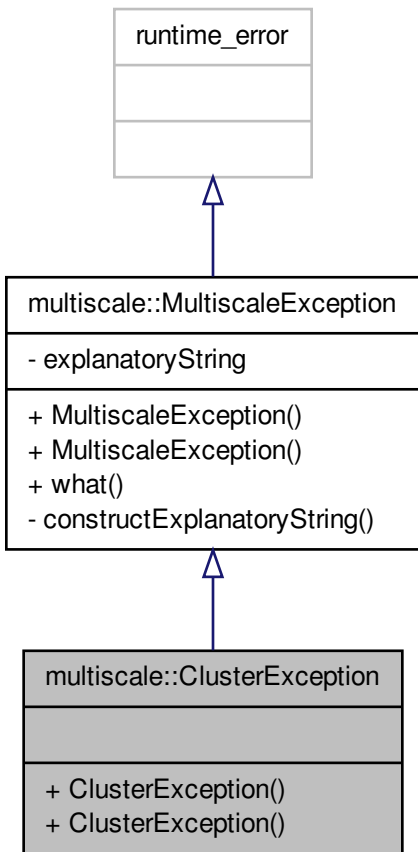 runtime_error
multiscale::MultiscaleException
- explanatoryString
+ MultiscaleException()
+ MultiscaleException()
+ what()
- constructExplanatoryString()
multiscale::ClusterException
+ ClusterException()
+ ClusterException()